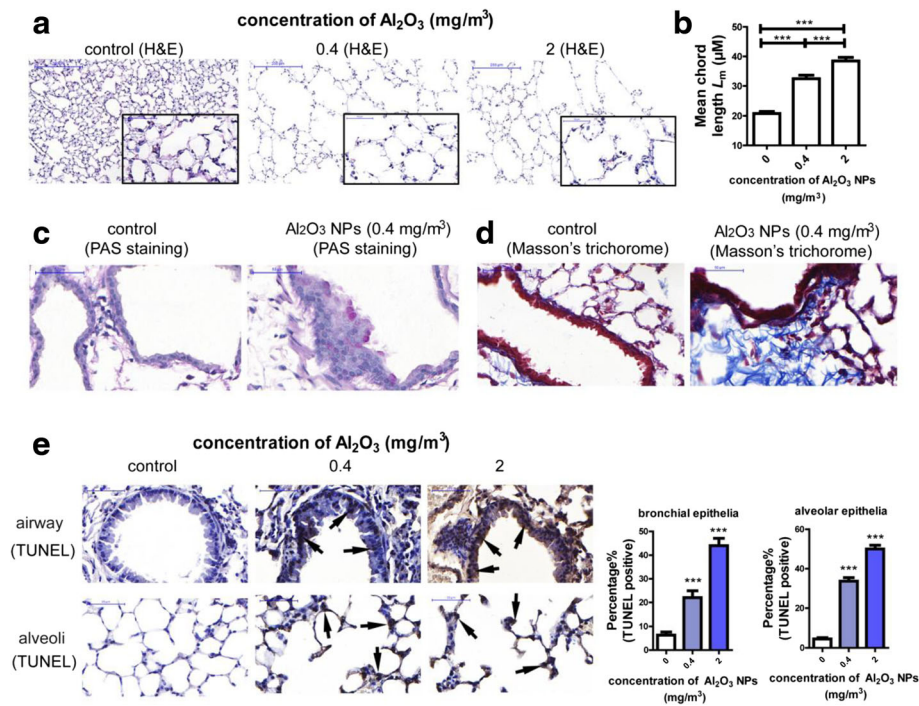 a
concentration of Al₂O₃ (mg/m³)
control (H&E)
0.4 (H&E)
2 (H&E)
b
Mean chord
length Lm (μM)
50
40
30
20
10
***
*** ***
0
0.4
2
concentration of Al₂O₃ NPs
(mg/m³)
c
control
(PAS staining)
Al₂O₃ NPs (0.4 mg/m³)
(PAS staining)
d
control
(Masson's trichorome)
Al₂O₃ NPs (0.4 mg/m³)
(Masson's trichorome)
e
concentration of Al₂O₃ (mg/m³)
control
0.4
2
airway
(TUNEL)
alveoli
(TUNEL)
bronchial epithelia
Percentage%
(TUNEL positive)
50
40
30
20
10
0
***
***
0
0.4
2
concentration of Al₂O₃ NPs
(mg/m³)
alveolar epithelia
Percentage%
(TUNEL positive)
60
40
20
0
***
***
0
0.4
2
concentration of Al₂O₃ NPs
(mg/m³)